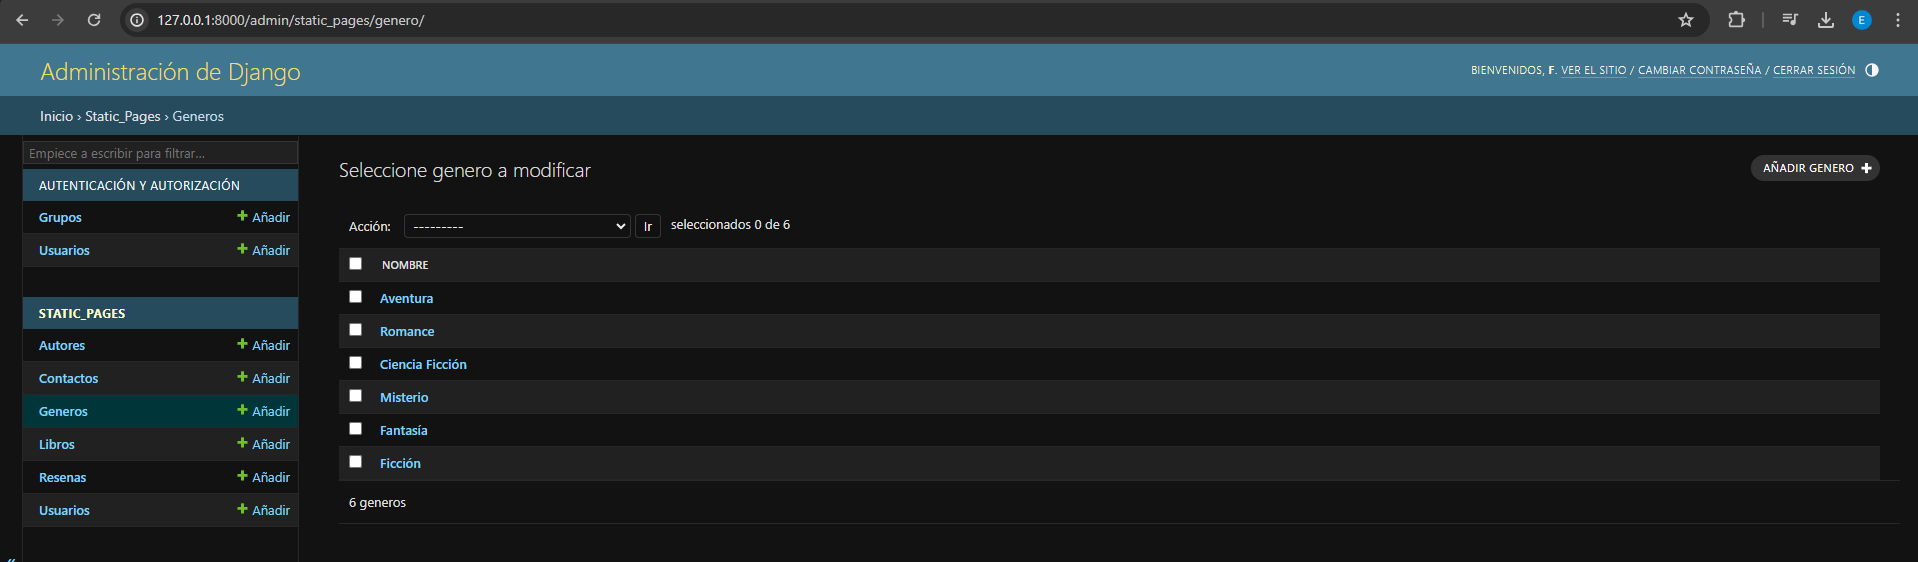 127.0.0.1:8000/admin/static_pages/genero/
E
Administración de Django
BIENVENIDOS, F. VER EL SITIO / CAMBIAR CONTRASEÑA / CERRAR SESIÓN
Inicio › Static_Pages › Generos
Empiece a escribir para filtrar...
AUTENTICACIÓN Y AUTORIZACIÓN
Grupos + Añadir
Usuarios + Añadir
STATIC_PAGES
Autores + Añadir
Contactos + Añadir
Generos + Añadir
Libros + Añadir
Resenas + Añadir
Usuarios + Añadir
«
Seleccione genero a modificar
AÑADIR GENERO +
Acción: --------- Ir seleccionados 0 de 6
NOMBRE
Aventura
Romance
Ciencia Ficción
Misterio
Fantasía
Ficción
6 generos